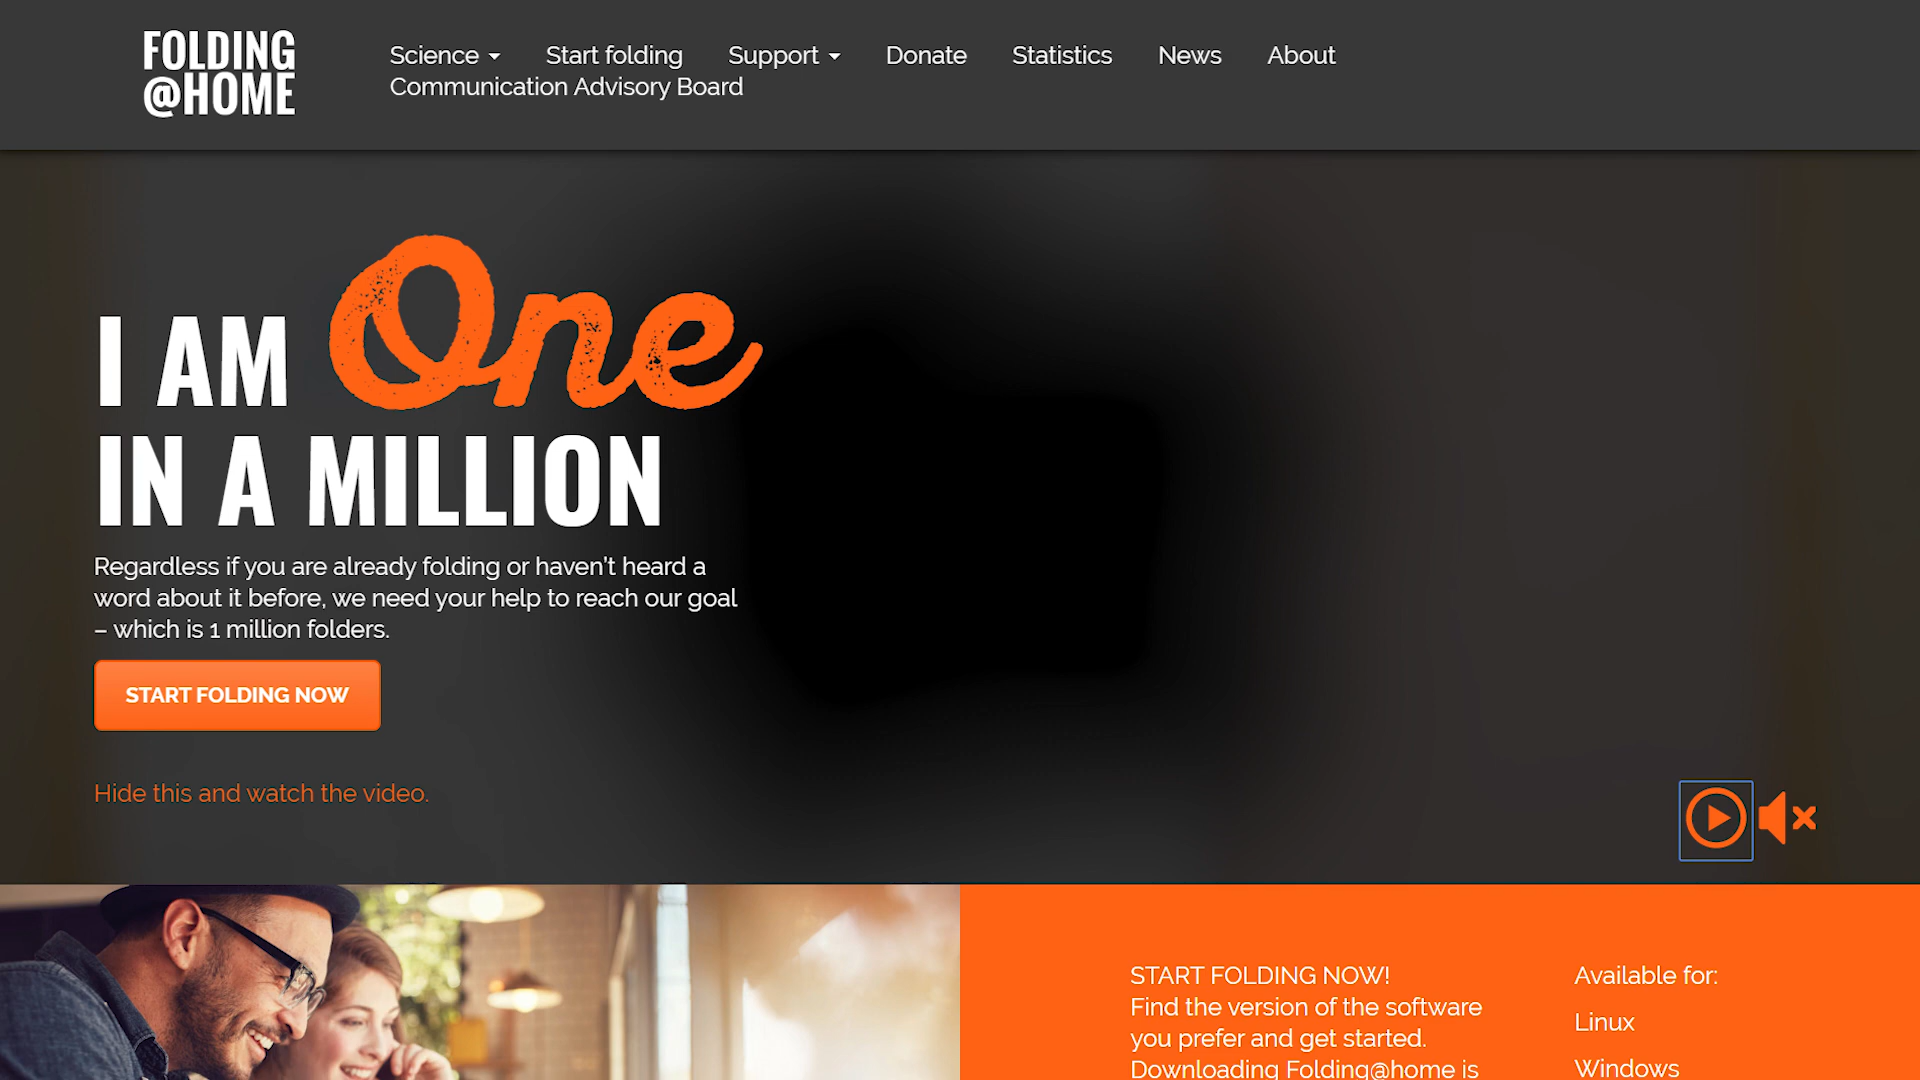 FOLDING
@HOME
Science
Start folding
Support
Donate
Statistics
News
About
Communication Advisory Board
I AM One
IN A MILLION
Regardless if you are already folding or haven't heard a
word about it before, we need your help to reach our goal
– which is 1 million folders.
START FOLDING NOW
Hide this and watch the video.
START FOLDING NOW!
Find the version of the software
you prefer and get started.
Downloading Folding@home is
Available for:
Linux
Windows